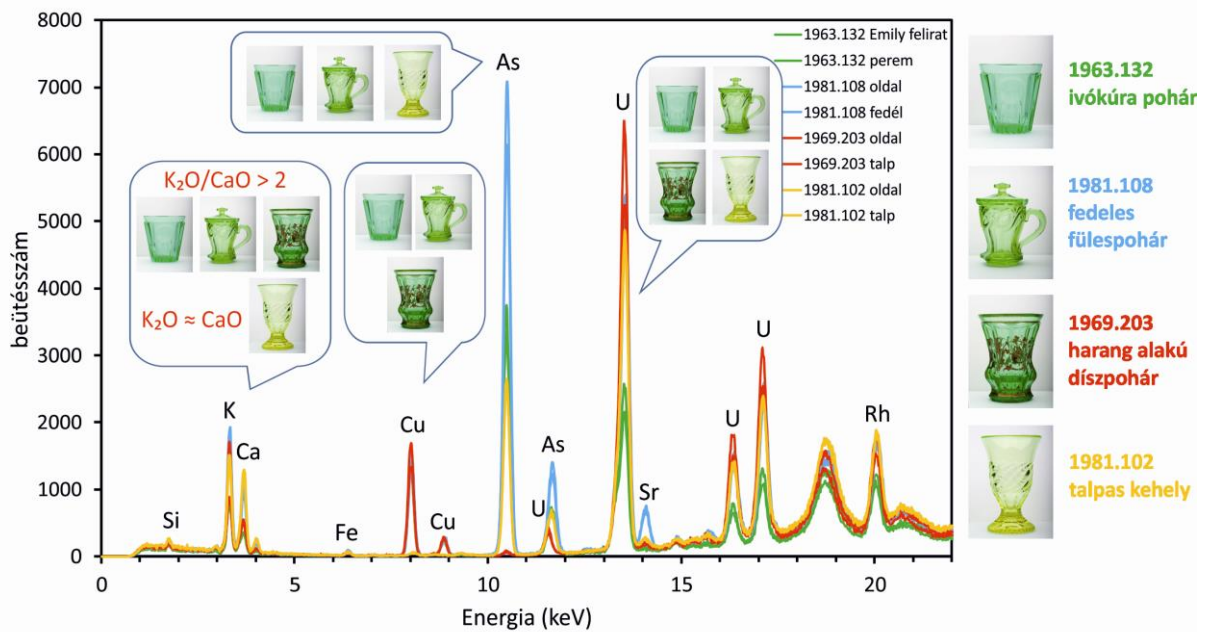 beütésszám
8000
7000
6000
5000
4000
3000
2000
1000
0
0
5
10
15
20
Energia (keV)
Si
K
Ca
Fe
Cu
Cu
As
U
As
U
Sr
U
U
Rh
K₂O/CaO > 2
K₂O ≈ CaO
1963.132 Emily felirat
1963.132 perem
1981.108 oldal
1981.108 fedél
1969.203 oldal
1969.203 talp
1981.102 oldal
1981.102 talp
1963.132
ivókúra pohár
1981.108
fedeles
fülespohár
1969.203
harang alakú
díszpohár
1981.102
talpas kehely